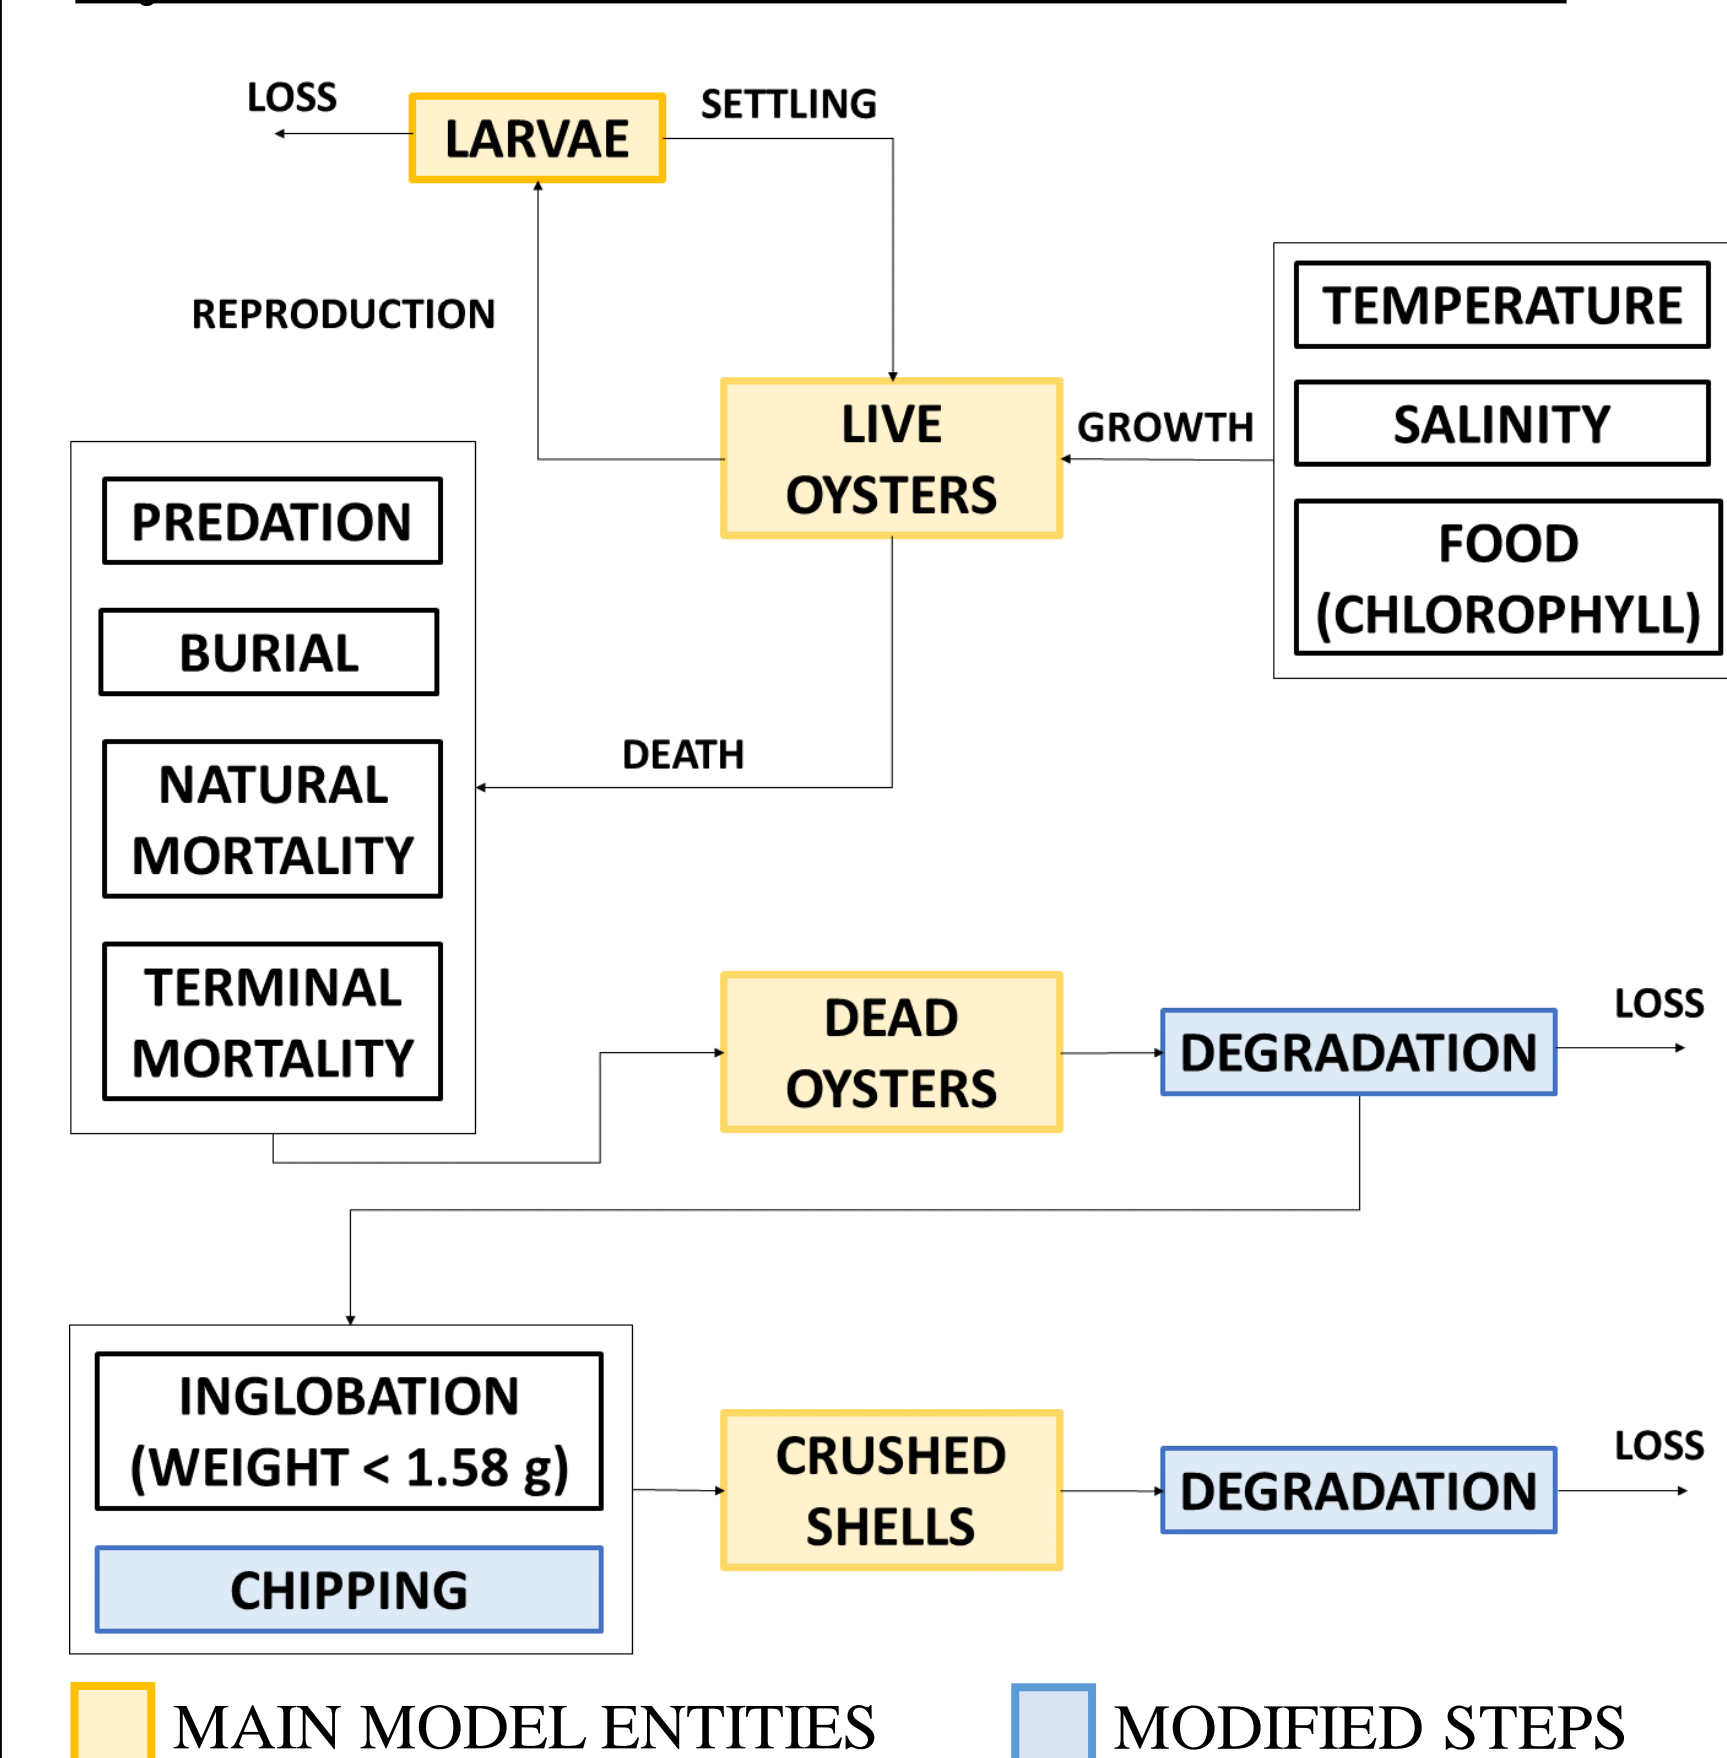 LOSS
LARVAE
SETTLING
REPRODUCTION
TEMPERATURE
SALINITY
FOOD
(CHLOROPHYLL)
GROWTH
LIVE
OYSTERS
PREDATION
BURIAL
NATURAL
MORTALITY
TERMINAL
MORTALITY
DEATH
DEAD
OYSTERS
DEGRADATION
LOSS
INGLOBATION
(WEIGHT < 1.58 g)
CHIPPING
CRUSHED
SHELLS
DEGRADATION
LOSS
MAIN MODEL ENTITIES
MODIFIED STEPS